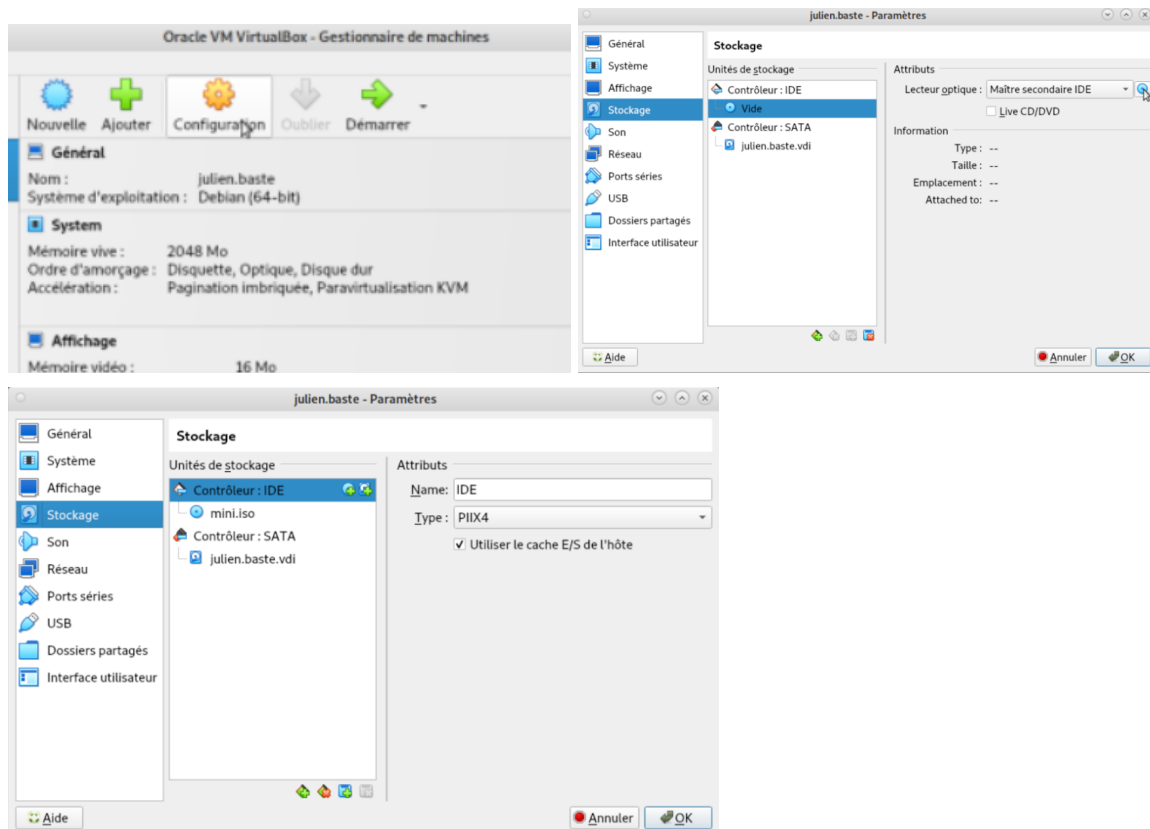 Oracle VM VirtualBox - Gestionnaire de machines
Nouvelle Ajouter Configuration Oublier Démarrer
Général
Nom : julien.baste
Système d'exploitation : Debian (64-bit)
System
Mémoire vive : 2048 Mo
Ordre d'amorçage : Disquette, Optique, Disque dur
Accélération : Pagination imbriquée, Paravirtualisation KVM
Affichage
Mémoire vidéo : 16 Mo
julien.baste - Paramètres
Général
Système
Affichage
Stockage
Son
Réseau
Ports séries
USB
Dossiers partagés
Interface utilisateur
Stockage
Unités de stockage
Contrôleur : IDE
Vide
Contrôleur : SATA
julien.baste.vdi
Attributs
Lecteur optique : Maître secondaire IDE
Live CD/DVD
Information
Type : --
Taille : --
Emplacement : --
Attached to: --
Aide
Annuler
OK
julien.baste - Paramètres
Général
Système
Affichage
Stockage
Son
Réseau
Ports séries
USB
Dossiers partagés
Interface utilisateur
Stockage
Unités de stockage
Contrôleur : IDE
mini.iso
Contrôleur : SATA
julien.baste.vdi
Attributs
Name: IDE
Type : PIIX4
Utiliser le cache E/S de l'hôte
Aide
Annuler
OK